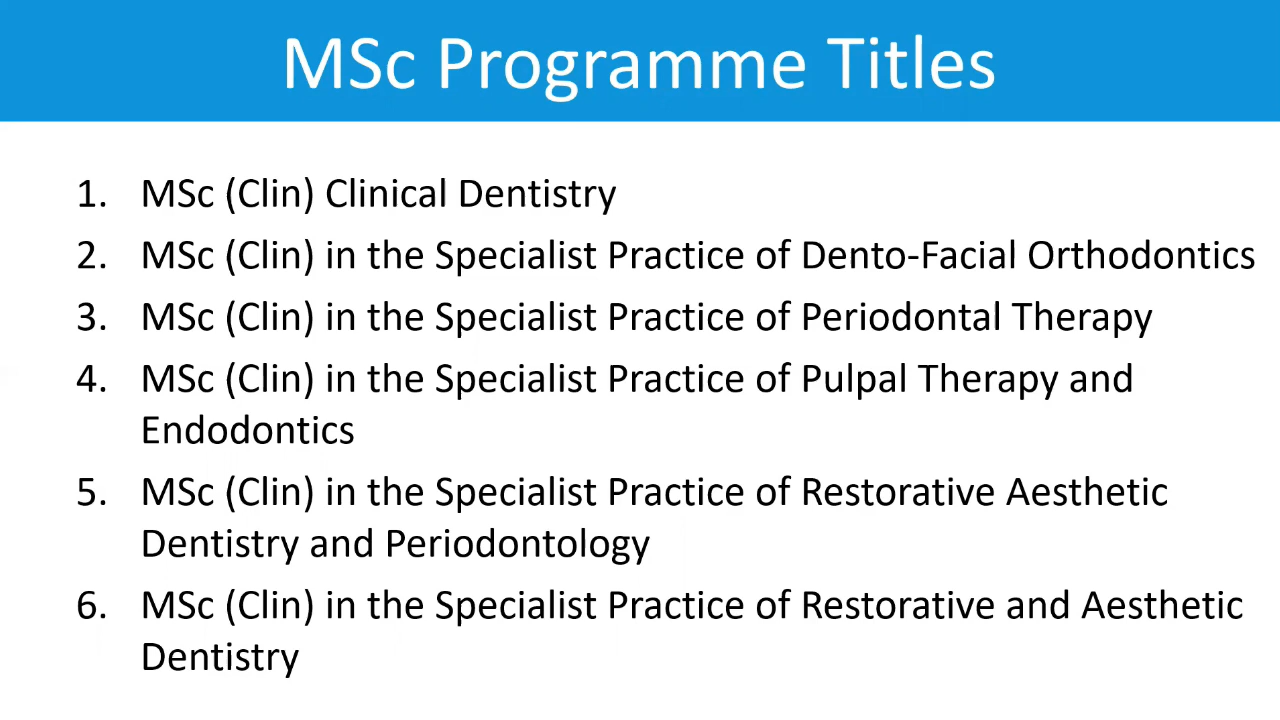 MSc Programme Titles
1. MSc (Clin) Clinical Dentistry
2. MSc (Clin) in the Specialist Practice of Dento-Facial Orthodontics
3. MSc (Clin) in the Specialist Practice of Periodontal Therapy
4. MSc (Clin) in the Specialist Practice of Pulpal Therapy and
Endodontics
5. MSc (Clin) in the Specialist Practice of Restorative Aesthetic
Dentistry and Periodontology
6. MSc (Clin) in the Specialist Practice of Restorative and Aesthetic
Dentistry